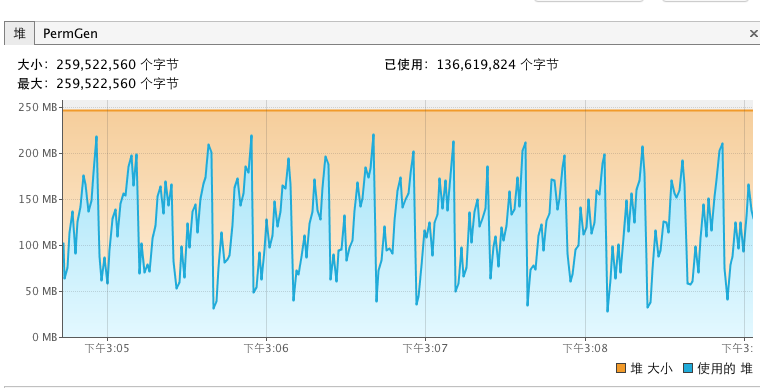 堆 PermGen
大小: 259,522,560 个字节 已使用: 136,619,824 个字节
最大: 259,522,560 个字节
250 MB
200 MB
150 MB
100 MB
50 MB
0 MB
下午3:05 下午3:06 下午3:07 下午3:08 下午3:
堆 大小 使用的 堆